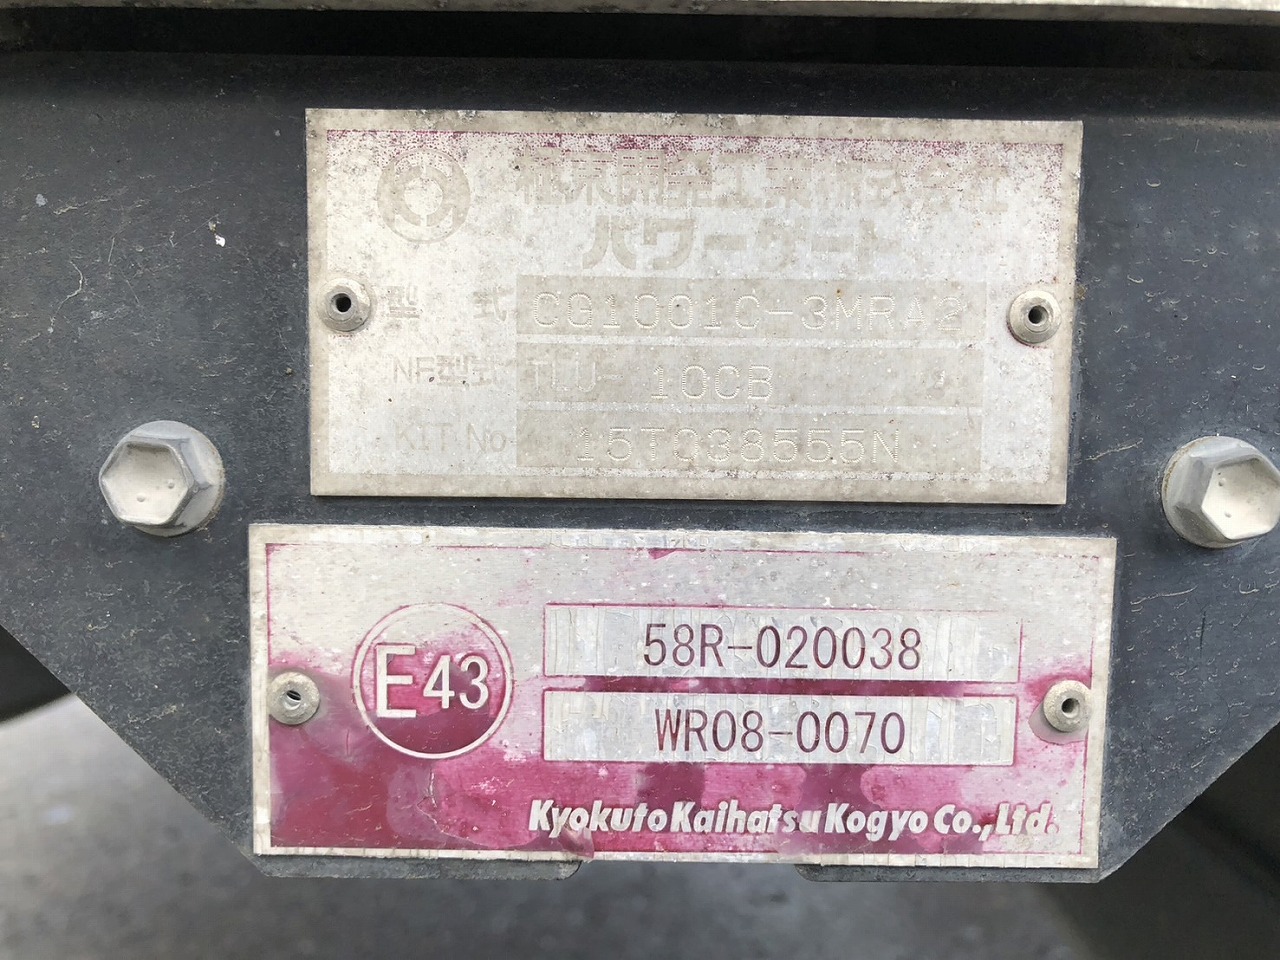 極東開発工業株式会社
パワーゲート
型 式 CG1001C-3MRA2
NF型式 TLU- 10CB
KIT No 15TC38555N
E43
58R-020038
WR08-0070
Kyokuto Kaihatsu Kogyo Co.,Ltd.